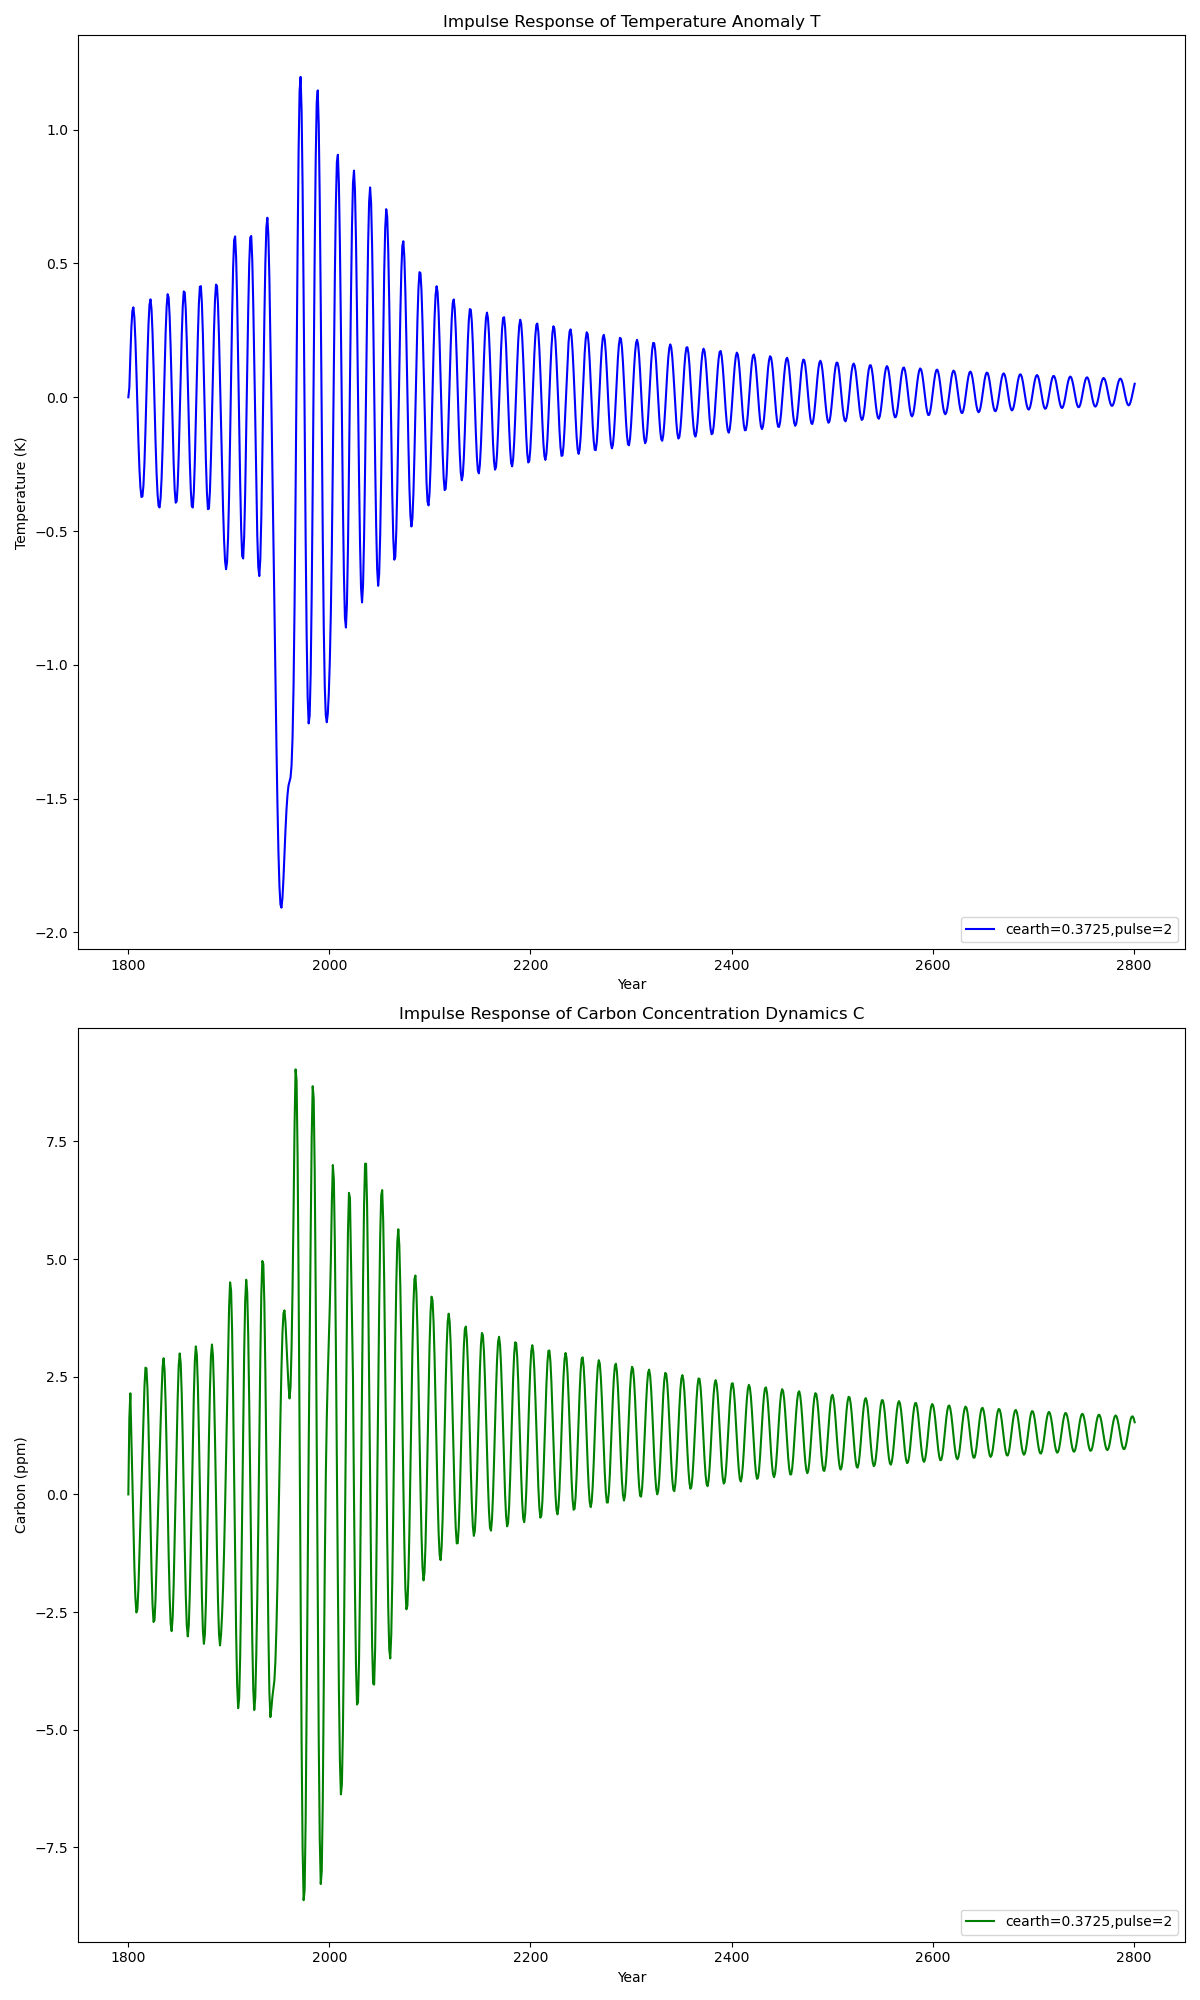 Impulse Response of Temperature Anomaly T
Temperature (K)
1.0
0.5
0.0
−0.5
−1.0
−1.5
−2.0
cearth=0.3725,pulse=2
1800 2000 2200 2400 2600 2800
Year
Impulse Response of Carbon Concentration Dynamics C
Carbon (ppm)
7.5
5.0
2.5
0.0
−2.5
−5.0
−7.5
cearth=0.3725,pulse=2
1800 2000 2200 2400 2600 2800
Year